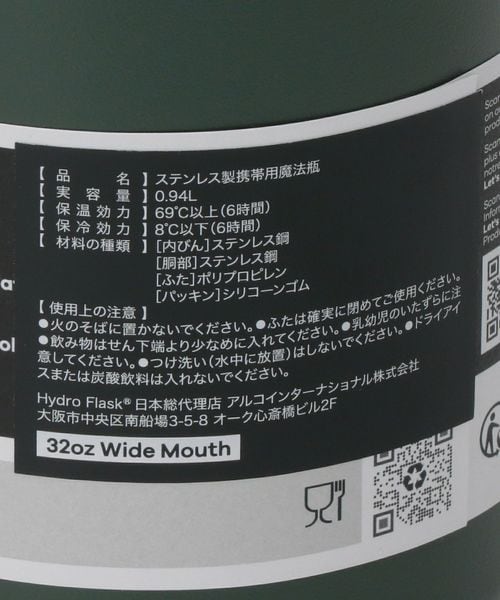 【 品　　名 】ステンレス製携帯用魔法瓶
【 実 容 量 】0.94L
【 保温効力 】69℃以上(6時間)
【 保冷効力 】8℃以下(6時間)
【 材料の種類 】[内びん]ステンレス鋼
[胴部]ステンレス鋼
[ふた]ポリプロピレン
[パッキン]シリコーンゴム
【 使用上の注意 】
●火のそばに置かないでください。●ふたは確実に閉めてご使用ください。
●飲み物はせん下端より少なめに入れてください。●乳幼児のいたずらに注
意してください。●つけ洗い(水中に放置)はしないでください。●ドライアイ
スまたは炭酸飲料は入れないでください。
Hydro Flask® 日本総代理店 アルコインターナショナル株式会社
大阪市中央区南船場3-5-8 オーク心斎橋ビル2F
32oz Wide Mouth
Scan
on o
prod
Scan
plus
Let's
Scan
Let's
Produ